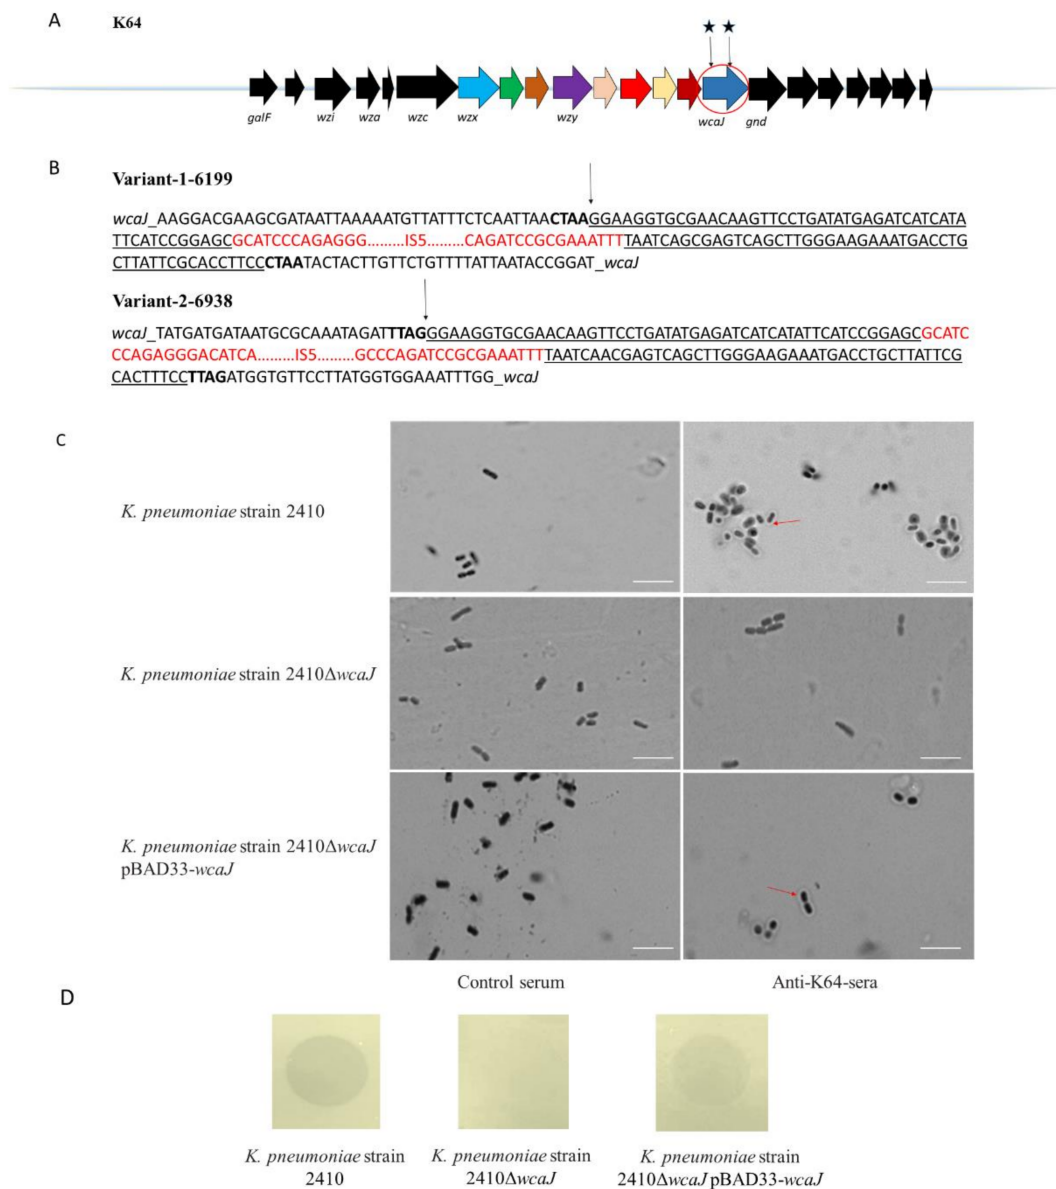 A
K64
galF wzi wza wzc wzx wzy wcaJ gnd
B
Variant-1-6199
wcaJ_AAGGACGAAGCGATAATTAAAAATGTTATTTCTCAATTAACTAAGGAAGGTGCGAACAAGTTCCTGATATGAGATCATCATA
TTCATCCGGAGCGCATCCCAGAGGG.........IS5.........CAGATCCGCGAAATTTTAATCAGCGAGTCAGCTTGGGAAGAAATGACCTG
CTTATTCGCACCTTCCCTAATACTACTTGTTCTGTTTTATTAATACCGGAT_wcaJ
Variant-2-6938
wcaJ_TATGATGATAATGCGCAAATAGATTTAGGGAAGGTGCGAACAAGTTCCTGATATGAGATCATCATATTCATCCGGAGCGCATC
CCAGAGGGACATCA.........IS5.........GCCCAGATCCGCGAAATTTTAATCAACGAGTCAGCTTGGGAAGAAATGACCTGCTTATTCG
CACTTTCCTTAGATGGTGTTCCTTATGGTGGAAATTTGG_wcaJ
C
K. pneumoniae strain 2410
K. pneumoniae strain 2410ΔwcaJ
K. pneumoniae strain 2410ΔwcaJ
pBAD33-wcaJ
Control serum Anti-K64-sera
D
K. pneumoniae strain
2410
K. pneumoniae strain
2410ΔwcaJ
K. pneumoniae strain
2410ΔwcaJ pBAD33-wcaJ